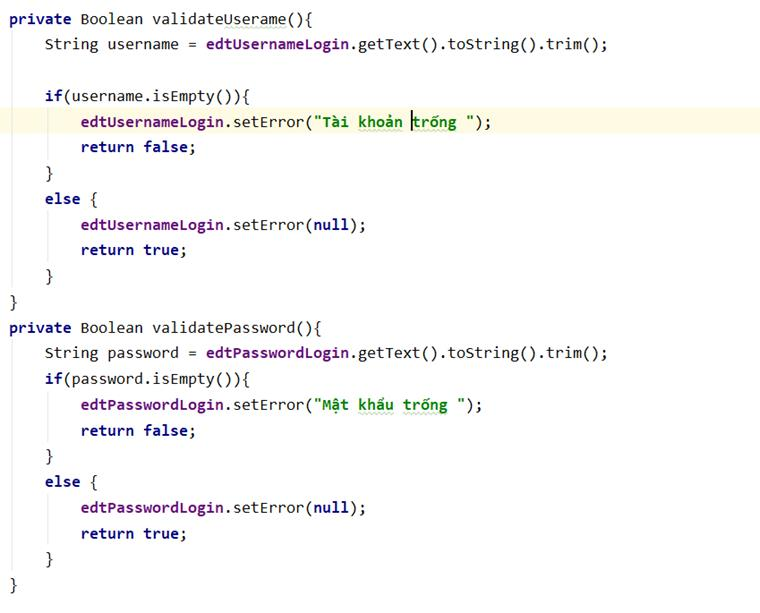 private Boolean validateUserame(){
    String username = edtUsernameLogin.getText().toString().trim();
    if(username.isEmpty()){
        edtUsernameLogin.setError("Tài khoản trống ");
        return false;
    }
    else {
        edtUsernameLogin.setError(null);
        return true;
    }
}
private Boolean validatePassword(){
    String password = edtPasswordLogin.getText().toString().trim();
    if(password.isEmpty()){
        edtPasswordLogin.setError("Mật khẩu trống ");
        return false;
    }
    else {
        edtPasswordLogin.setError(null);
        return true;
    }
}